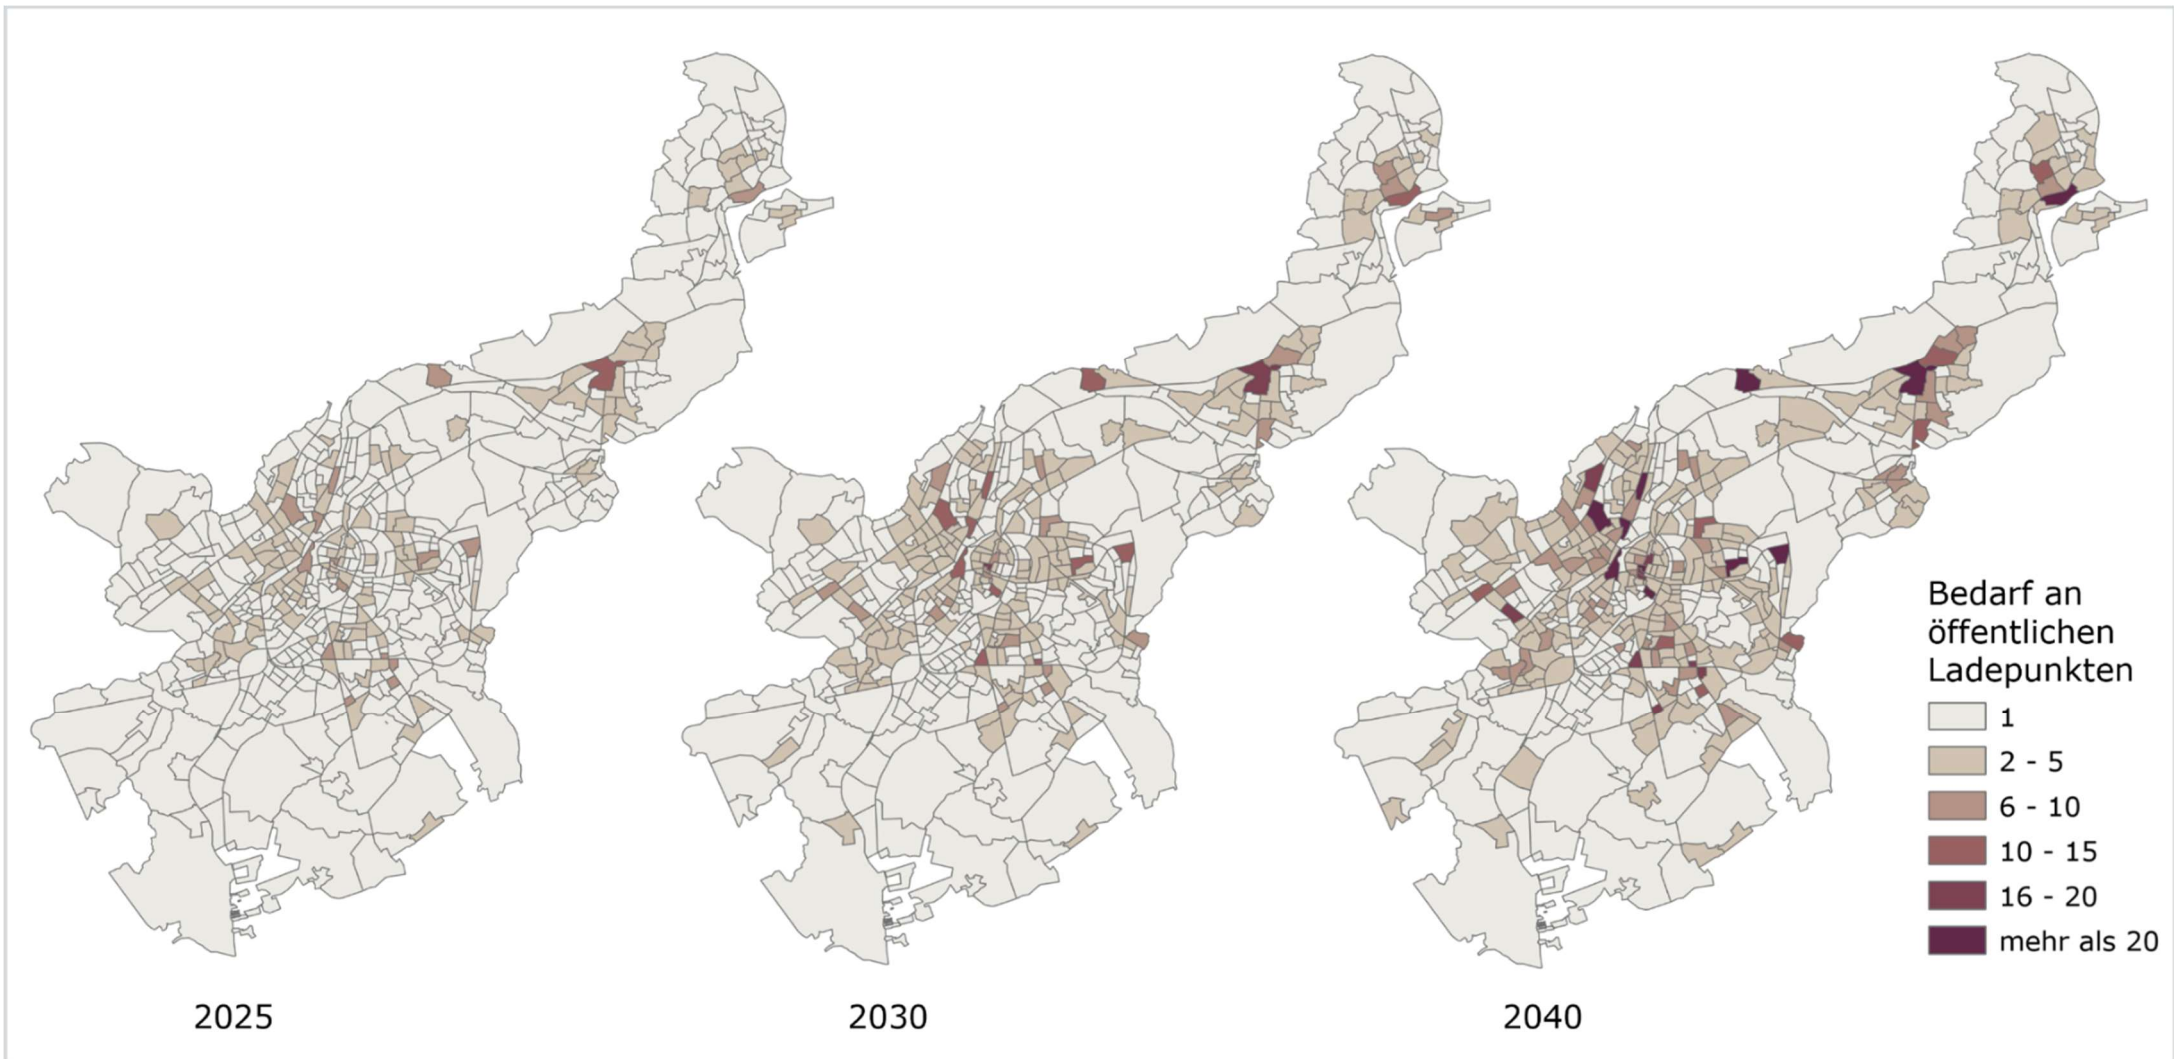 Bedarf an
öffentlichen
Ladepunkten
1
2 - 5
6 - 10
10 - 15
16 - 20
mehr als 20
2025
2030
2040